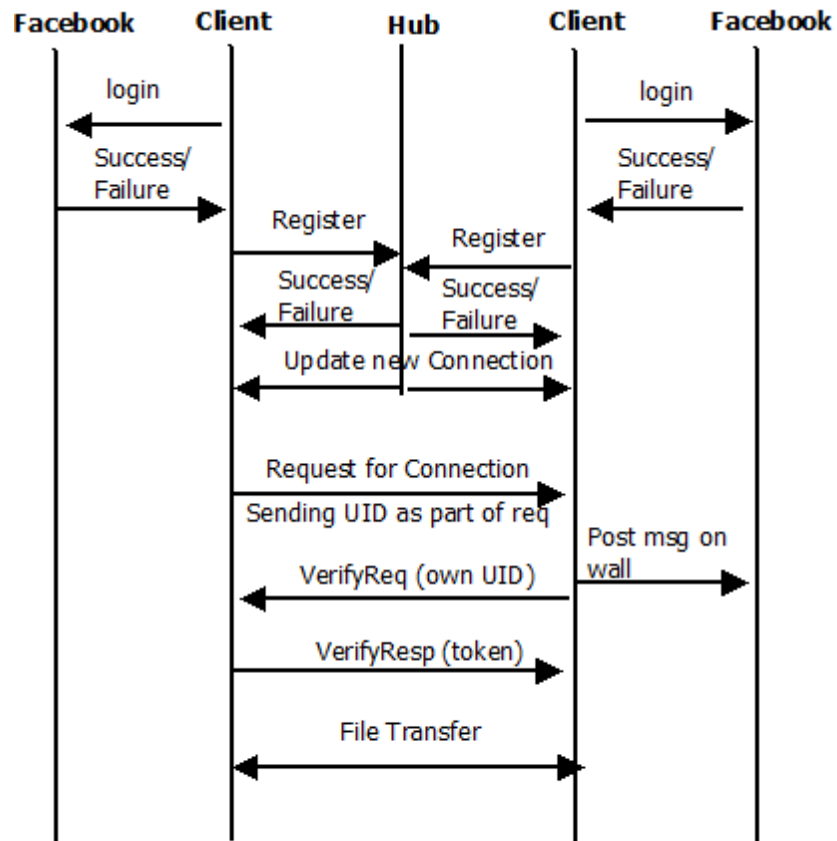 Facebook Client Hub Client Facebook
login login
Success/
Failure
Success/
Failure
Register
Register
Success/
Failure
Success/
Failure
Update new Connection
Request for Connection
Sending UID as part of req
Post msg on
wall
VerifyReq (own UID)
VerifyResp (token)
File Transfer